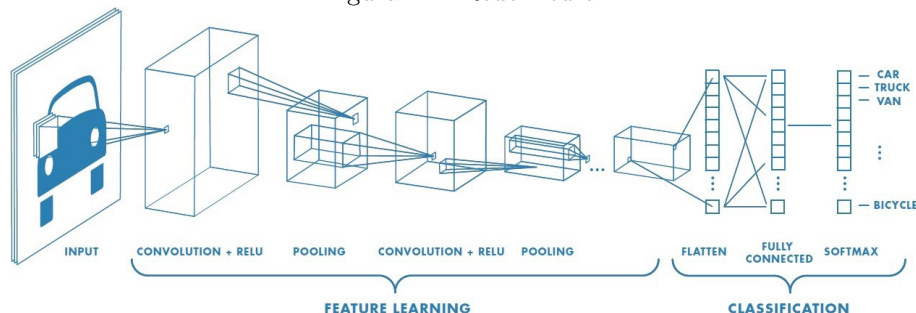 CAR
TRUCK
VAN
BICYCLE
INPUT
CONVOLUTION + RELU
POOLING
CONVOLUTION + RELU
POOLING
FLATTEN
FULLY
CONNECTED
SOFTMAX
FEATURE LEARNING
CLASSIFICATION